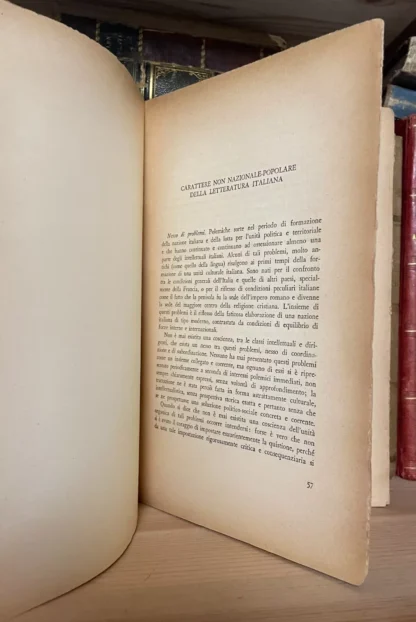 CARATTERE NON NAZIONALE-POPOLARE
DELLA LETTERATURA ITALIANA
Nesso di problemi. Polemiche sorte nel periodo di formazione
della nazione italiana e della lotta per l'unità politica e territoriale
e che hanno continuato e continuano ad ossessionare almeno una
parte degli intellettuali italiani. Alcuni di tali problemi, molto an-
tichi (come quello della lingua) risalgono ai primi tempi della for-
mazione di una unità culturale italiana. Sono nati per il confronto
tra le condizioni generali dell'Italia e quelle di altri paesi, special-
mente della Francia, o per il riflesso di condizioni peculiari italiane
come il fatto che la penisola fu la sede dell'impero romano e divenne
la sede del maggior centro della religione cristiana. L'insieme di
questi problemi è il riflesso della faticosa elaborazione di una nazione
italiana di tipo moderno, contrastata da condizioni di equilibrio di
forze interne e internazionali.
Non è mai esistita una coscienza, tra le classi intellettuali e diri-
genti, che esista un nesso tra questi problemi, nesso di coordina-
zione e di subordinazione. Nessuno ha mai presentato questi problemi
come un insieme collegato e coerente, ma ognuno di essi si è ripre-
sentato periodicamente a seconda di interessi polemici immediati, non
sempre chiaramente espressi, senza volontà di approfondimento; la
trattazione ne è stata perciò fatta in forma astrattamente culturale,
intellettualistica, senza prospettiva storica esatta e pertanto senza che
se ne prospettasse una soluzione politico-sociale concreta e coerente.
Quando si dice che non è mai esistita una coscienza dell'unità
organica di tali problemi occorre intendersi: forse è vero che non
si è avuto il coraggio di impostare esaurientemente la quistione, perché
da una tale impostazione rigorosamente critica e consequenziaria si
57